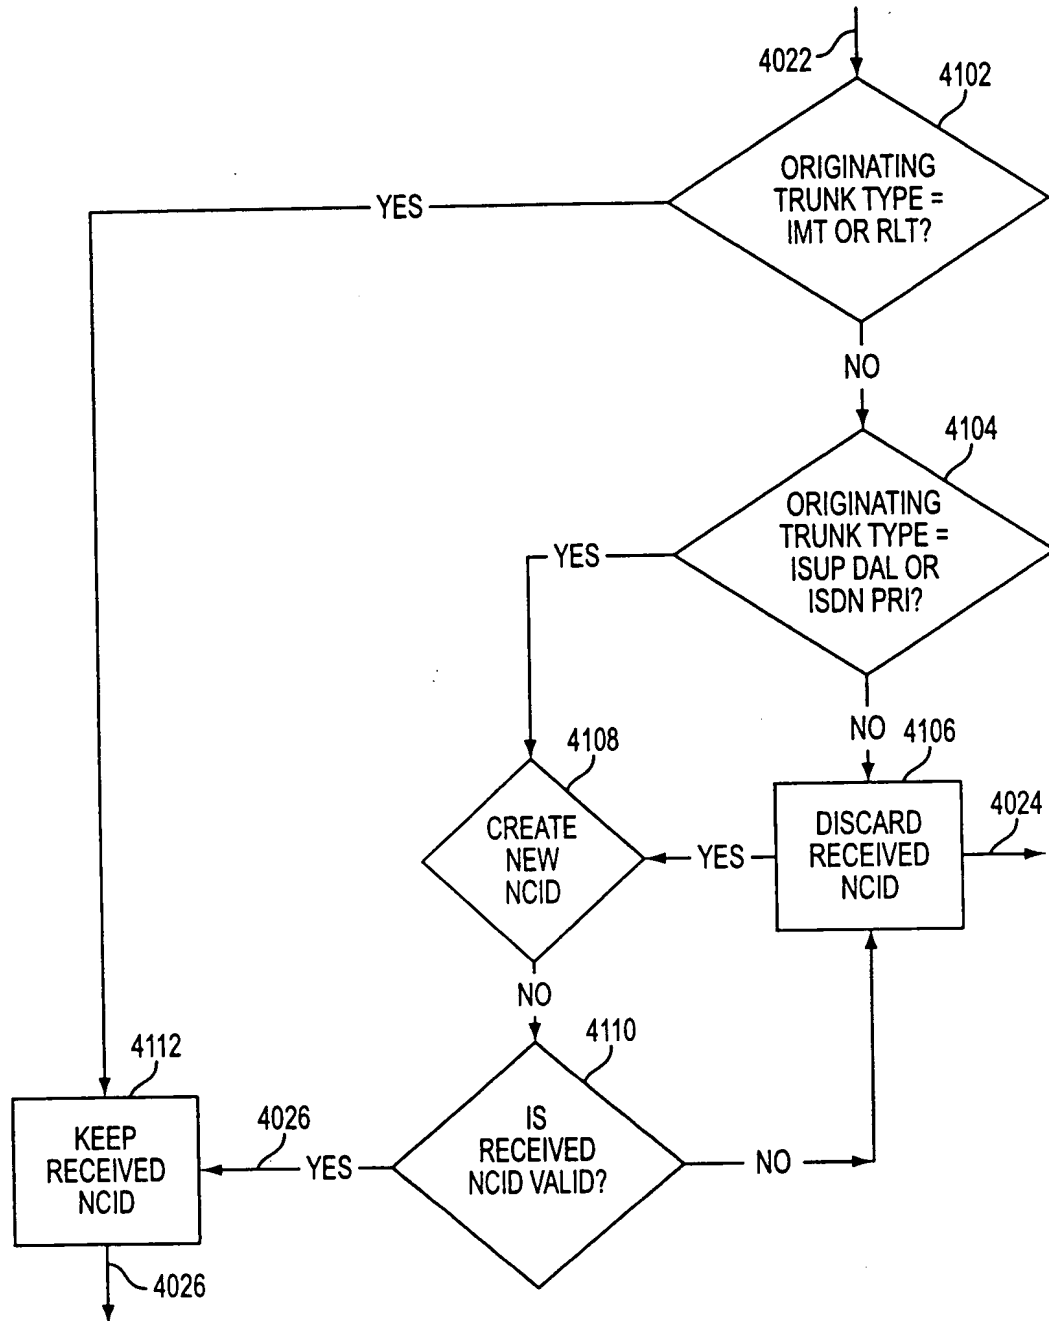 4022
4102
ORIGINATING
TRUNK TYPE =
IMT OR RLT?
YES
NO
4104
ORIGINATING
TRUNK TYPE =
ISUP DAL OR
ISDN PRI?
YES
NO
4106
4108
CREATE
NEW
NCID
YES
DISCARD
RECEIVED
NCID
4024
NO
4110
4112
IS
RECEIVED
NCID VALID?
KEEP
RECEIVED
NCID
4026
YES
NO
4026